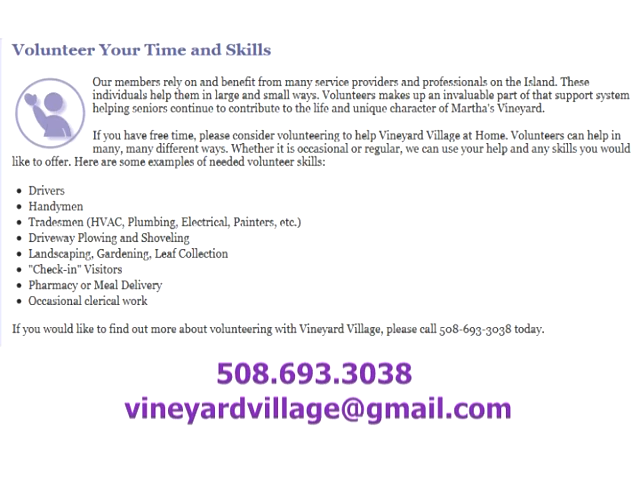 Volunteer Your Time and Skills
Our members rely on and benefit from many service providers and professionals on the Island. These
individuals help them in large and small ways. Volunteers makes up an invaluable part of that support system
helping seniors continue to contribute to the life and unique character of Martha's Vineyard.
If you have free time, please consider volunteering to help Vineyard Village at Home. Volunteers can help in
many, many different ways. Whether it is occasional or regular, we can use your help and any skills you would
like to offer. Here are some examples of needed volunteer skills:
• Drivers
• Handymen
• Tradesmen (HVAC, Plumbing, Electrical, Painters, etc.)
• Driveway Plowing and Shoveling
• Landscaping, Gardening, Leaf Collection
• "Check-in" Visitors
• Pharmacy or Meal Delivery
• Occasional clerical work
If you would like to find out more about volunteering with Vineyard Village, please call 508-693-3038 today.
508.693.3038
vineyardvillage@gmail.com